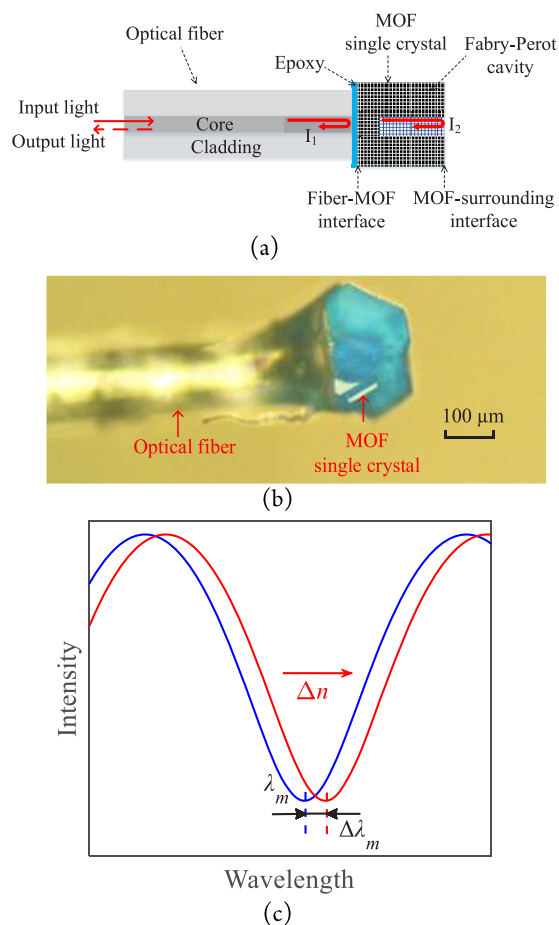 MOF
single crystal
Optical fiber
Fabry-Perot
cavity
Epoxy
Input light
Output light
Core
Cladding
I₁
I₂
Fiber-MOF
interface
MOF-surrounding
interface
(a)
Optical fiber
MOF
single crystal
100 μm
(b)
Intensity
Δn
λm
Δλm
Wavelength
(c)